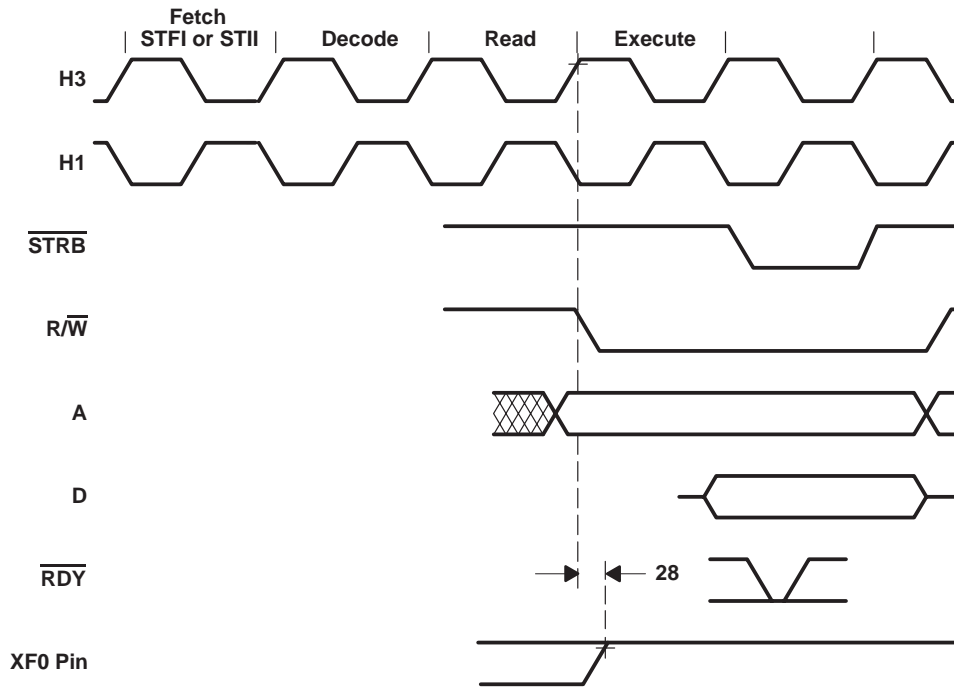 Fetch
STFI or STII
Decode
Read
Execute
H3
H1
STRB
R/W
A
D
RDY
28
XF0 Pin